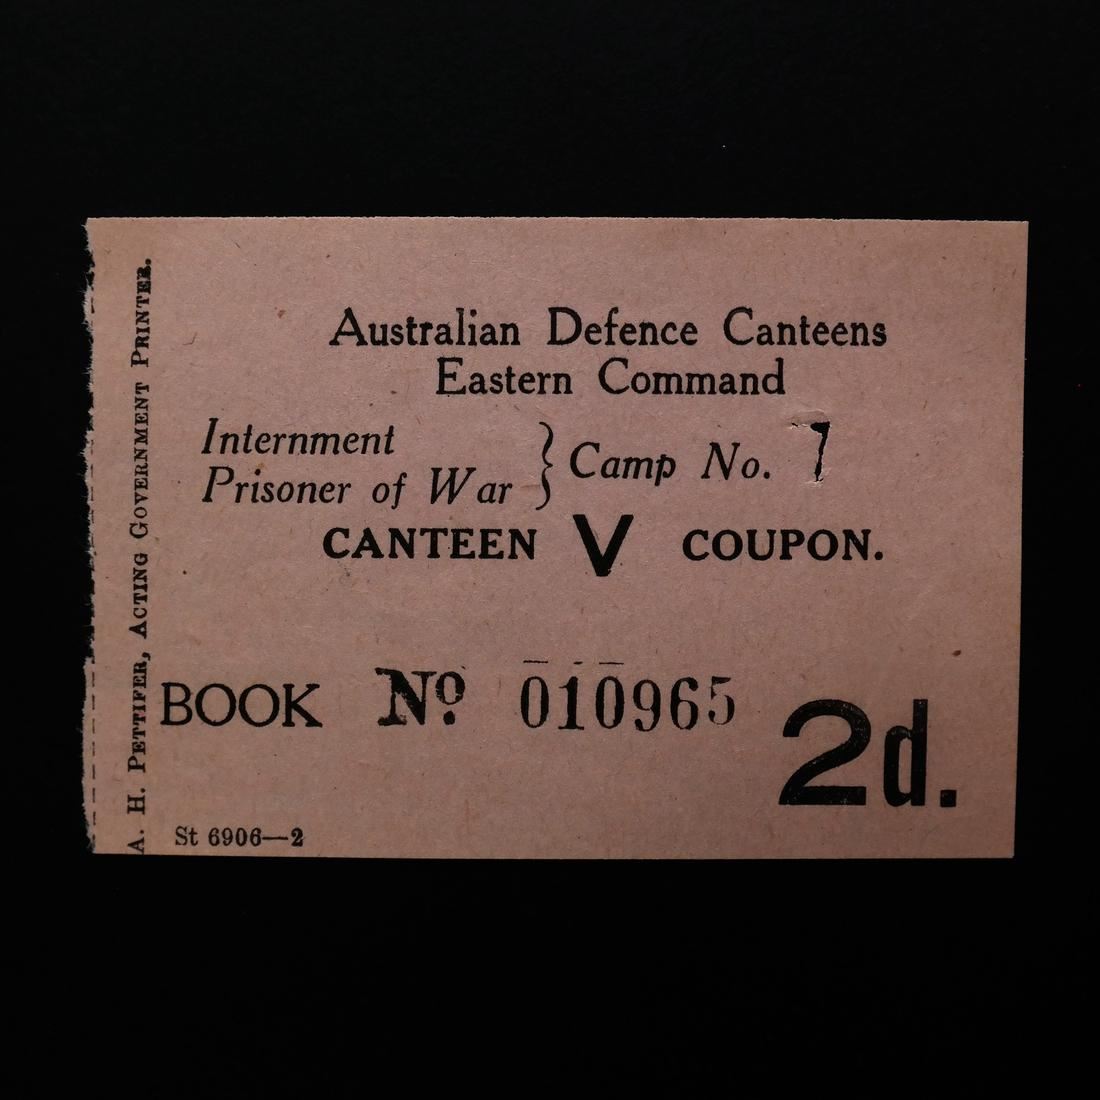 Australian Defence Canteens
Eastern Command
Internment
Prisoner of War } Camp No. 7
CANTEEN V COUPON.
BOOK Nº 010965
2d.
St 6906—2
A. H. PETTIFER, ACTING GOVERNMENT PRINTER.